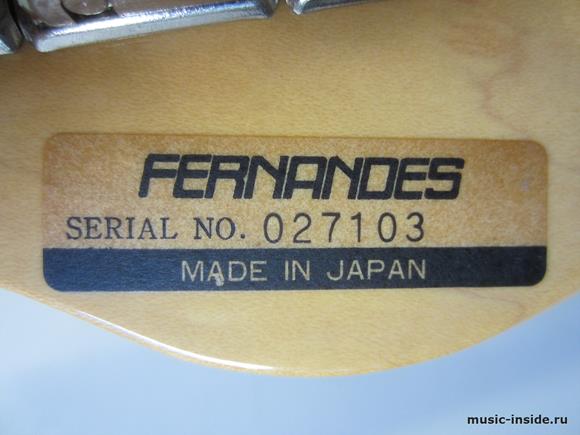 FERNANDES
SERIAL NO. 027103
MADE IN JAPAN
music-inside.ru